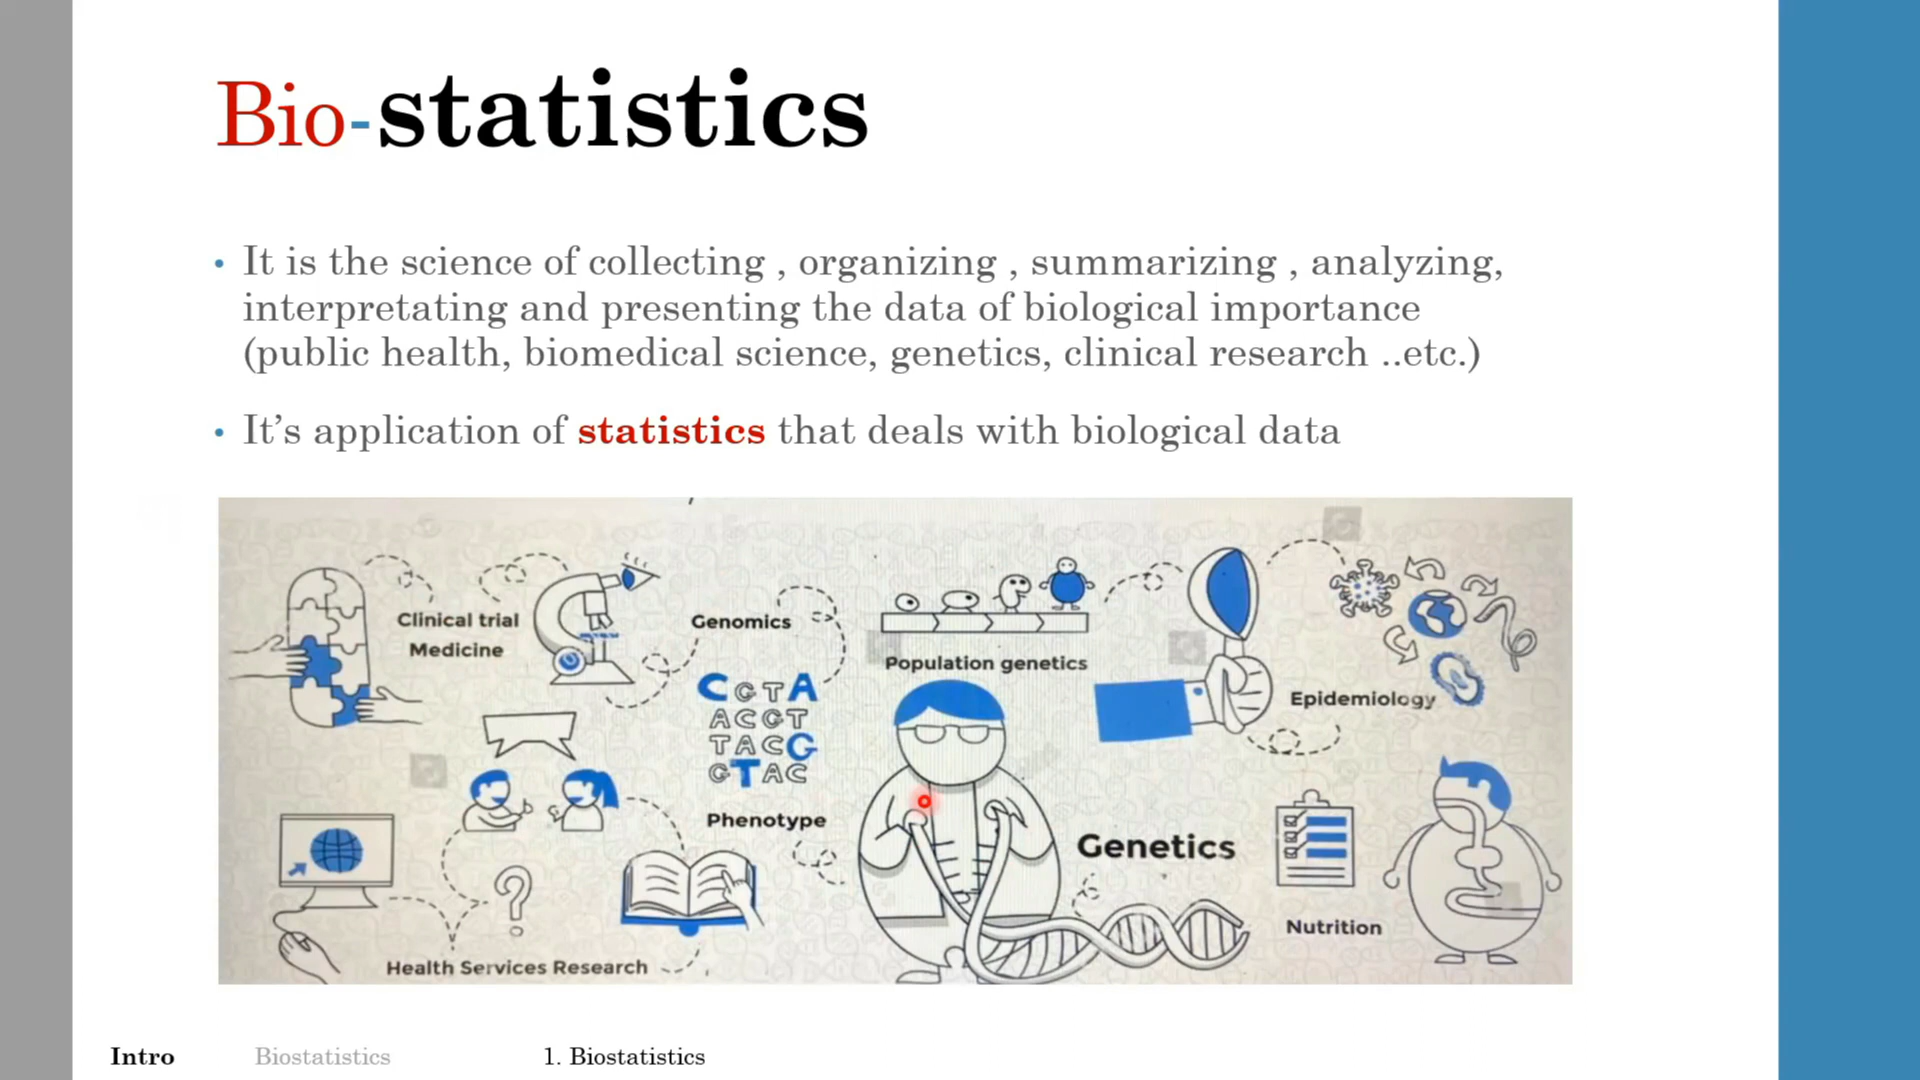 Bio-statistics
• It is the science of collecting , organizing , summarizing , analyzing,
interpretating and presenting the data of biological importance
(public health, biomedical science, genetics, clinical research ..etc.)
• It’s application of statistics that deals with biological data
Clinical trial
Medicine
Genomics
CGTA
ACGT
TACG
GTAC
Phenotype
Population genetics
Epidemiology
Genetics
Nutrition
?
Health Services Research
Intro
Biostatistics
1. Biostatistics